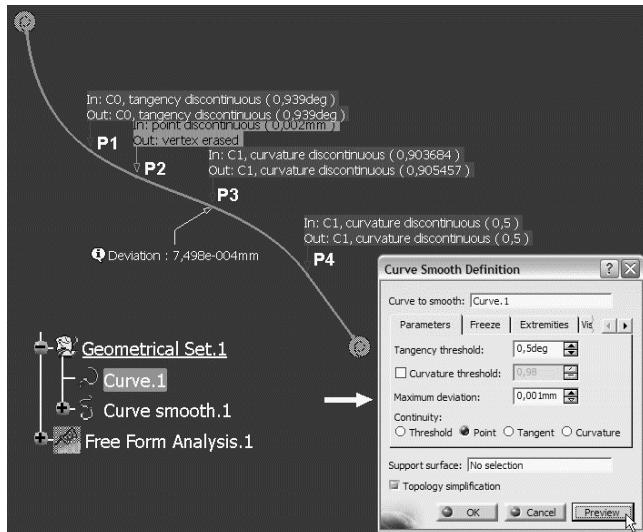 In: C0, tangency discontinuous ( 0,939deg )
Out: C0, tangency discontinuous ( 0,939deg )
P1
In: point discontinuous ( 0,002mm )
Out: vertex erased
P2
In: C1, curvature discontinuous ( 0,903684 )
Out: C1, curvature discontinuous ( 0,905457 )
P3
Deviation : 7,498e-004mm
In: C1, curvature discontinuous ( 0,5 )
Out: C1, curvature discontinuous ( 0,5 )
P4
Geometrical Set.1
Curve.1
Curve smooth.1
Free Form Analysis.1
Curve Smooth Definition
Curve to smooth: Curve.1
Parameters Freeze Extremities Vis
Tangency threshold: 0,5deg
Curvature threshold: 0,98
Maximum deviation: 0,001mm
Continuity:
Threshold Point Tangent Curvature
Support surface: No selection
Topology simplification
OK Cancel Preview